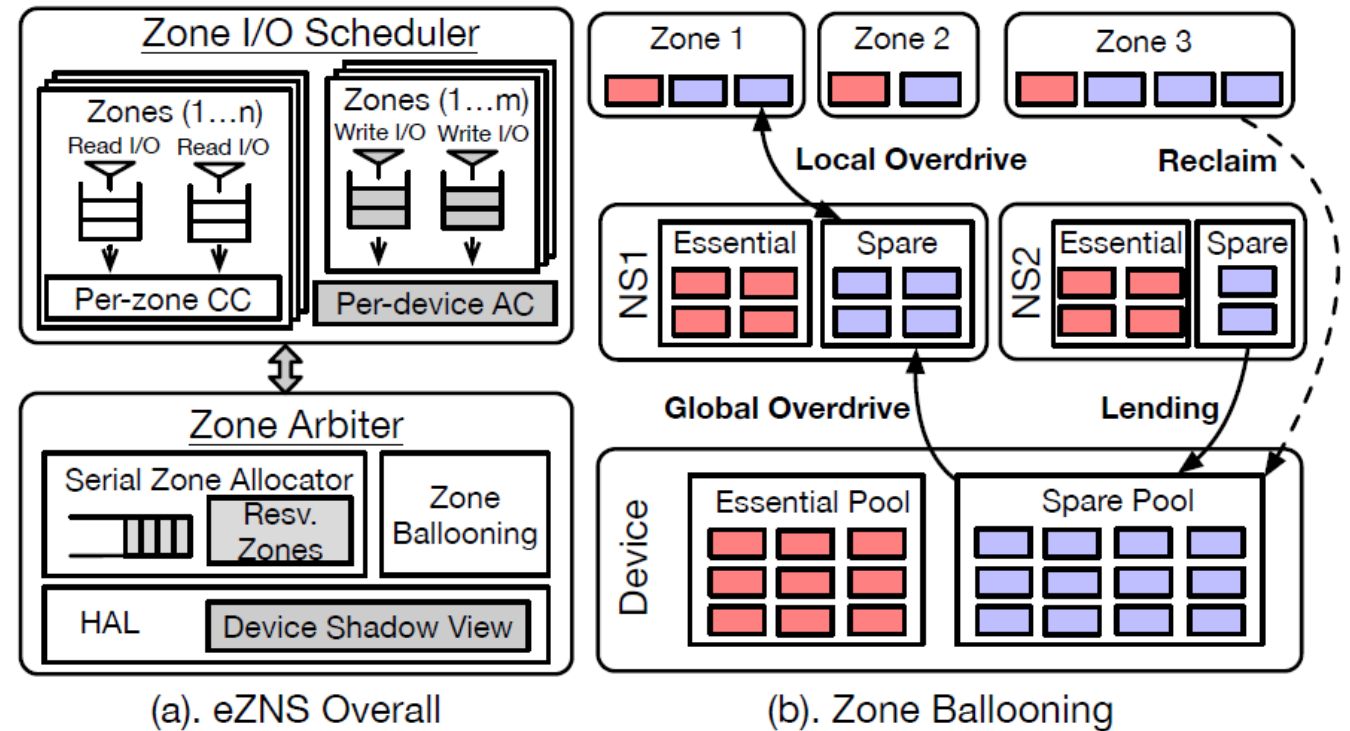 Zone I/O Scheduler
Zones (1...n)
Read I/O Read I/O
Per-zone CC
Zones (1...m)
Write I/O Write I/O
Per-device AC
Zone Arbiter
Serial Zone Allocator
Resv.
Zones
Zone
Ballooning
HAL
Device Shadow View
(a). eZNS Overall
Zone 1
Zone 2
Zone 3
Local Overdrive
Reclaim
NS1
Essential
Spare
NS2
Essential
Spare
Global Overdrive
Lending
Device
Essential Pool
Spare Pool
(b). Zone Ballooning